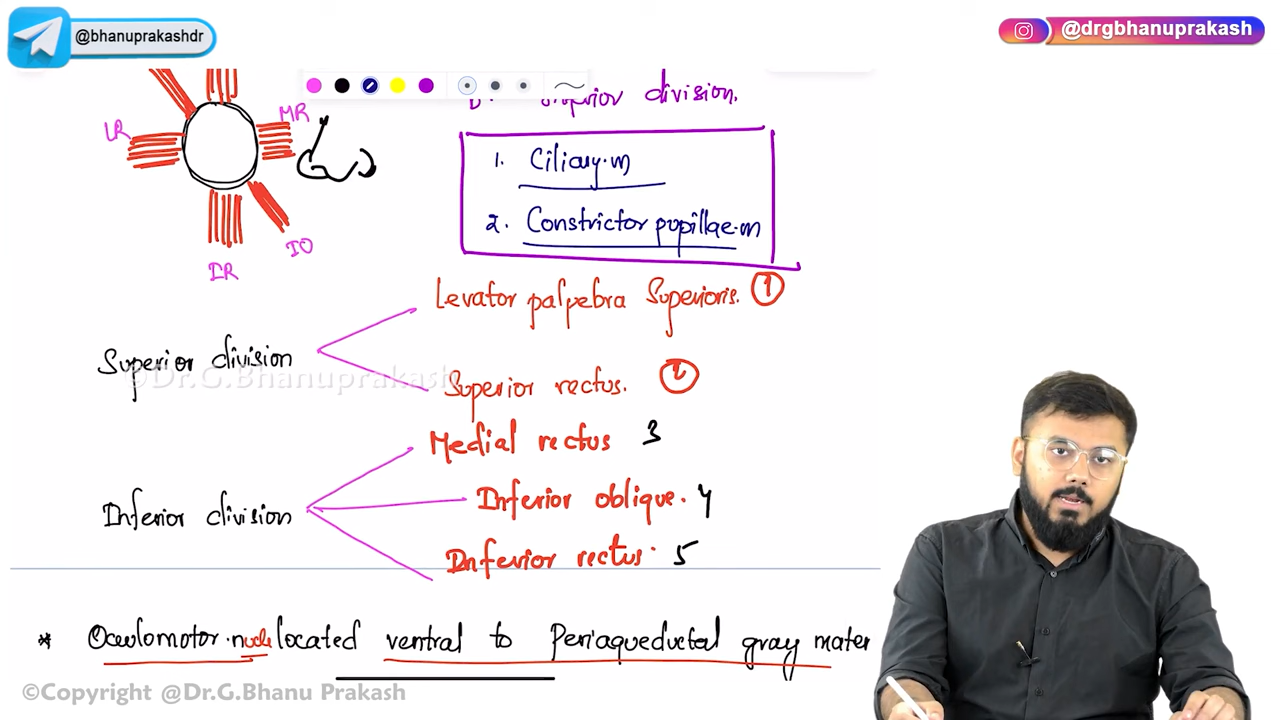 @bhanuprakashdr
@drgbhanuprakash
division.
LR
MR
1. Ciliary.m
2. Constrictor pupillae.m
IO
IR
Levator palpebra Superioris. 1
Superior division
©Dr.G.Bhanuprakash
Superior rectus. 2
Medial rectus 3
Inferior oblique. 4
Inferior division
Inferior rectus. 5
* Oculomotor.nucle located ventral to Periaqueductal gray mater
©Copyright @Dr.G.Bhanu Prakash